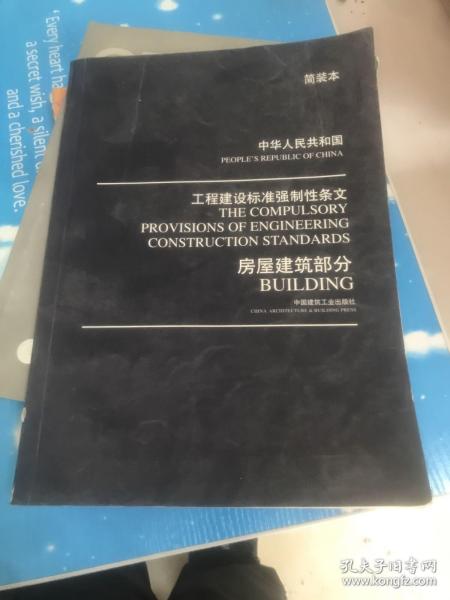 Every heart ha
a secret wish, a silent
and a cherished love.
简装本
中华人民共和国
PEOPLE'S REPUBLIC OF CHINA
工程建设标准强制性条文
THE COMPULSORY
PROVISIONS OF ENGINEERING
CONSTRUCTION STANDARDS
房屋建筑部分
BUILDING
中国建筑工业出版社
CHINA ARCHITECTURE & BUILDING PRESS
孔夫子旧书网
www.kongfz.com